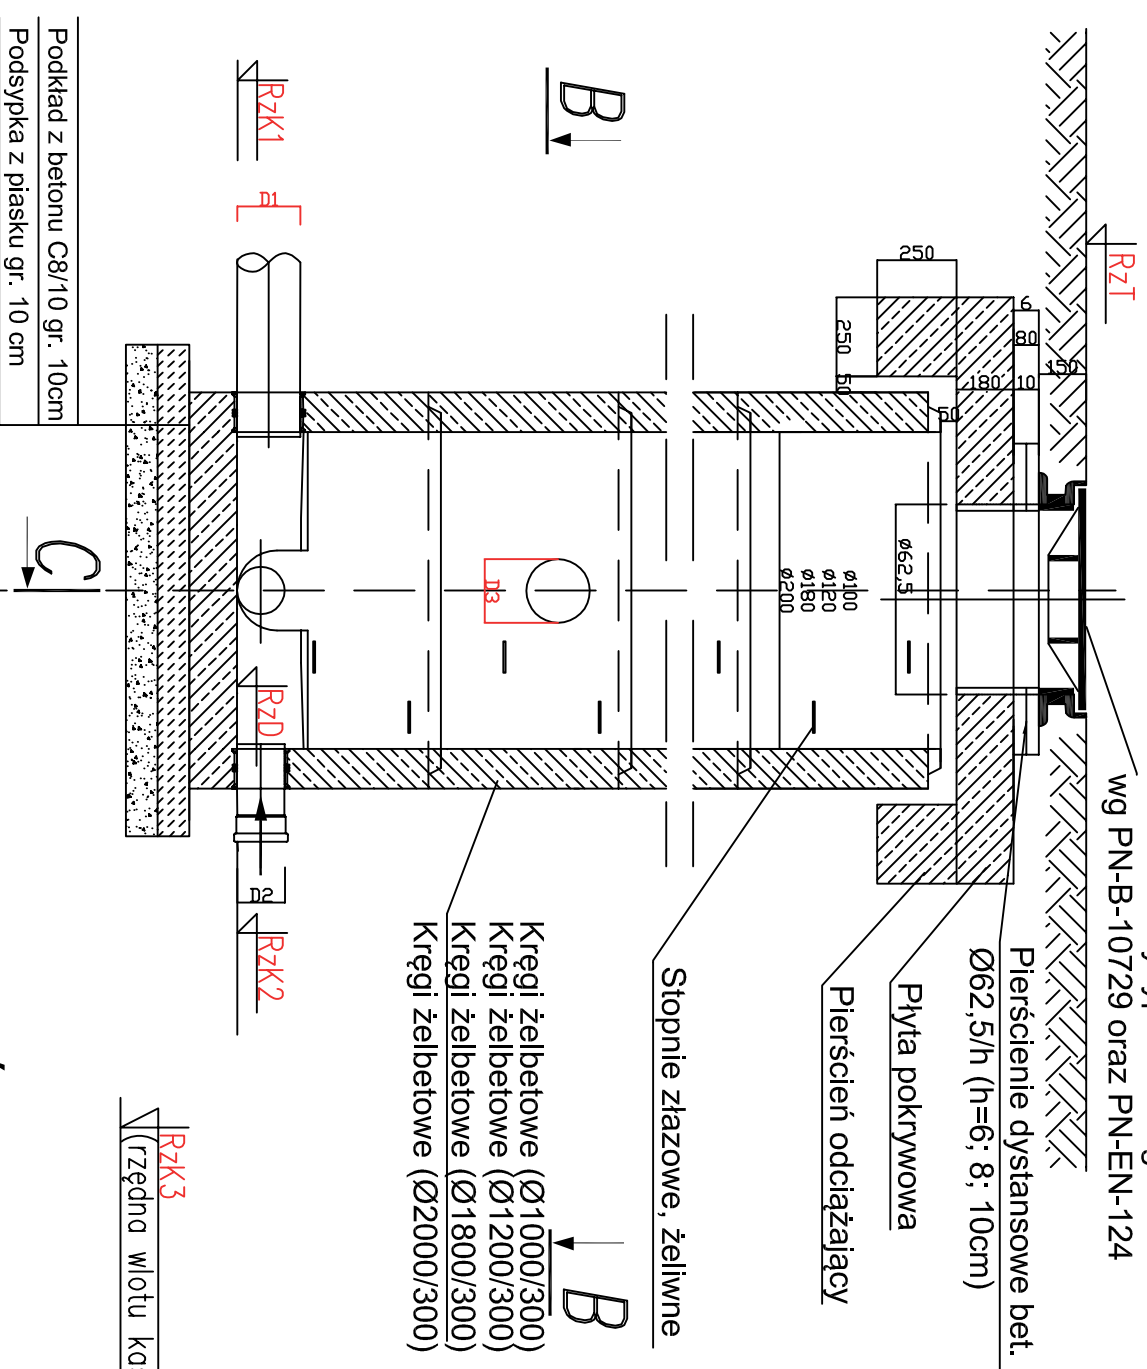 RzT
wg PN-B-10729 oraz PN-EN-124
Pierścienie dystansowe bet.
Ø62,5/h (h=6; 8; 10cm)
Płyta pokrywowa
Pierścień odciążający
Stopnie złazowe, żeliwne
Kręgi żelbetowe (Ø1000/300)
Kręgi żelbetowe (Ø1200/300)
Kręgi żelbetowe (Ø1800/300)
Kręgi żelbetowe (Ø2000/300)
B
B
250
250
50
6
80
10
150
180
50
Ø62,5
Ø100
Ø120
Ø180
Ø200
D3
D1
D2
RzK1
RzD
RzK2
RzK3
(rzędna wlotu
C
Podkład z betonu C8/10 gr. 10cm
Podsypka z piasku gr. 10 cm